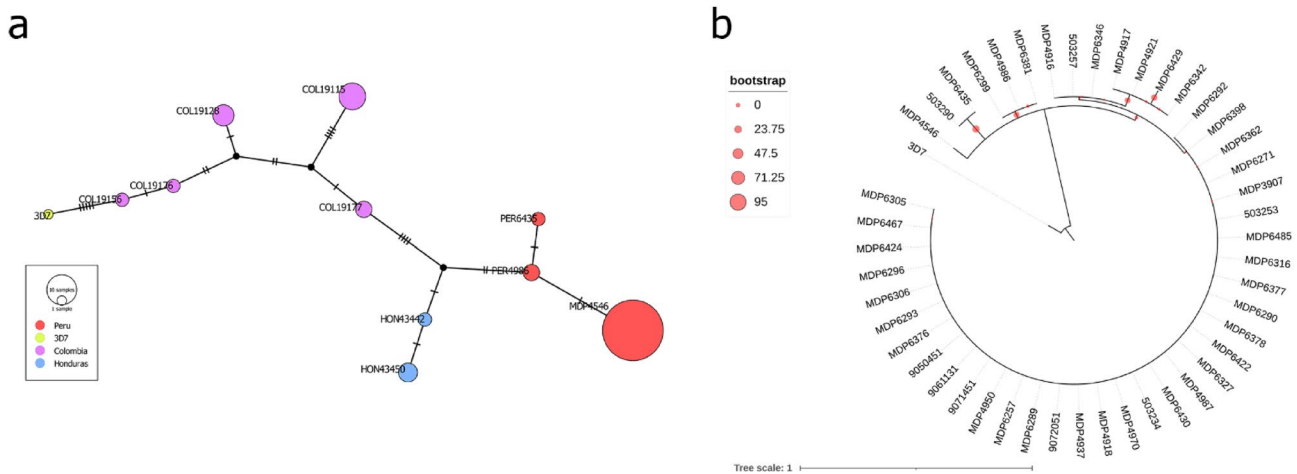 a
COL19128
COL19115
COL19176
COL19156
3D7
COL19177
PER6435
PER4986
MDP4546
HON43442
HON43450
10 samples
1 sample
Peru
3D7
Colombia
Honduras
b
bootstrap
0
23.75
47.5
71.25
95
3D7
MDP4546
503290
MDP6435
MDP6299
MDP4986
MDP6381
MDP4916
503257
MDP6346
MDP4917
MDP4921
MDP6429
MDP6342
MDP6292
MDP6398
MDP6362
MDP6271
MDP3907
503253
MDP6485
MDP6316
MDP6377
MDP6290
MDP6378
MDP6422
MDP6327
MDP4987
MDP6430
503234
MDP4970
MDP4918
MDP4937
9072051
MDP6289
MDP6257
MDP4950
9071451
9061131
9050451
MDP6376
MDP6293
MDP6306
MDP6296
MDP6424
MDP6467
MDP6305
Tree scale: 1